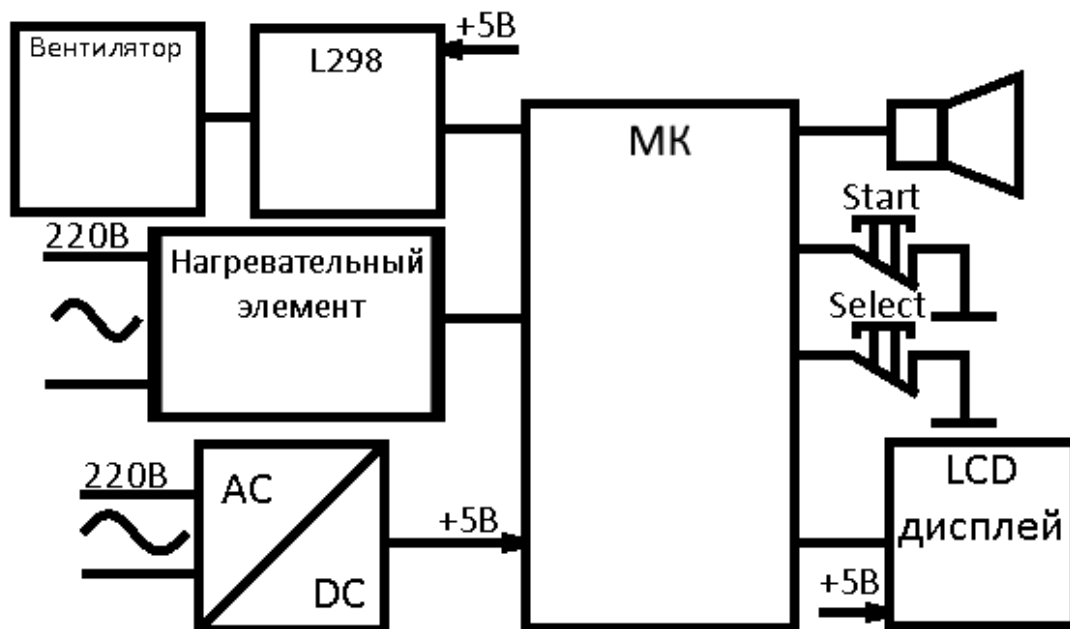 Вентилятор
L298
+5В
МК
Start
Select
220В
Нагревательный
элемент
220В
AC
DC
+5В
LCD
дисплей
+5В